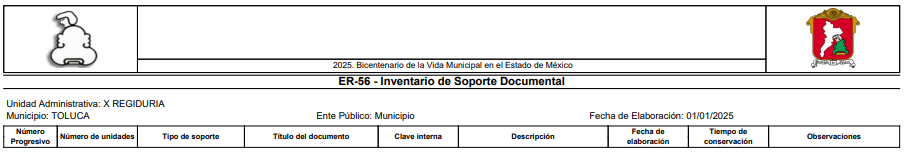 2025. Bicentenario de la Vida Municipal en el Estado de México
ER-56 - Inventario de Soporte Documental
Unidad Administrativa: X REGIDURIA
Municipio: TOLUCA Ente Público: Municipio Fecha de Elaboración: 01/01/2025
Número Progresivo Número de unidades Tipo de soporte Título del documento Clave interna Descripción Fecha de elaboración Tiempo de conservación Observaciones